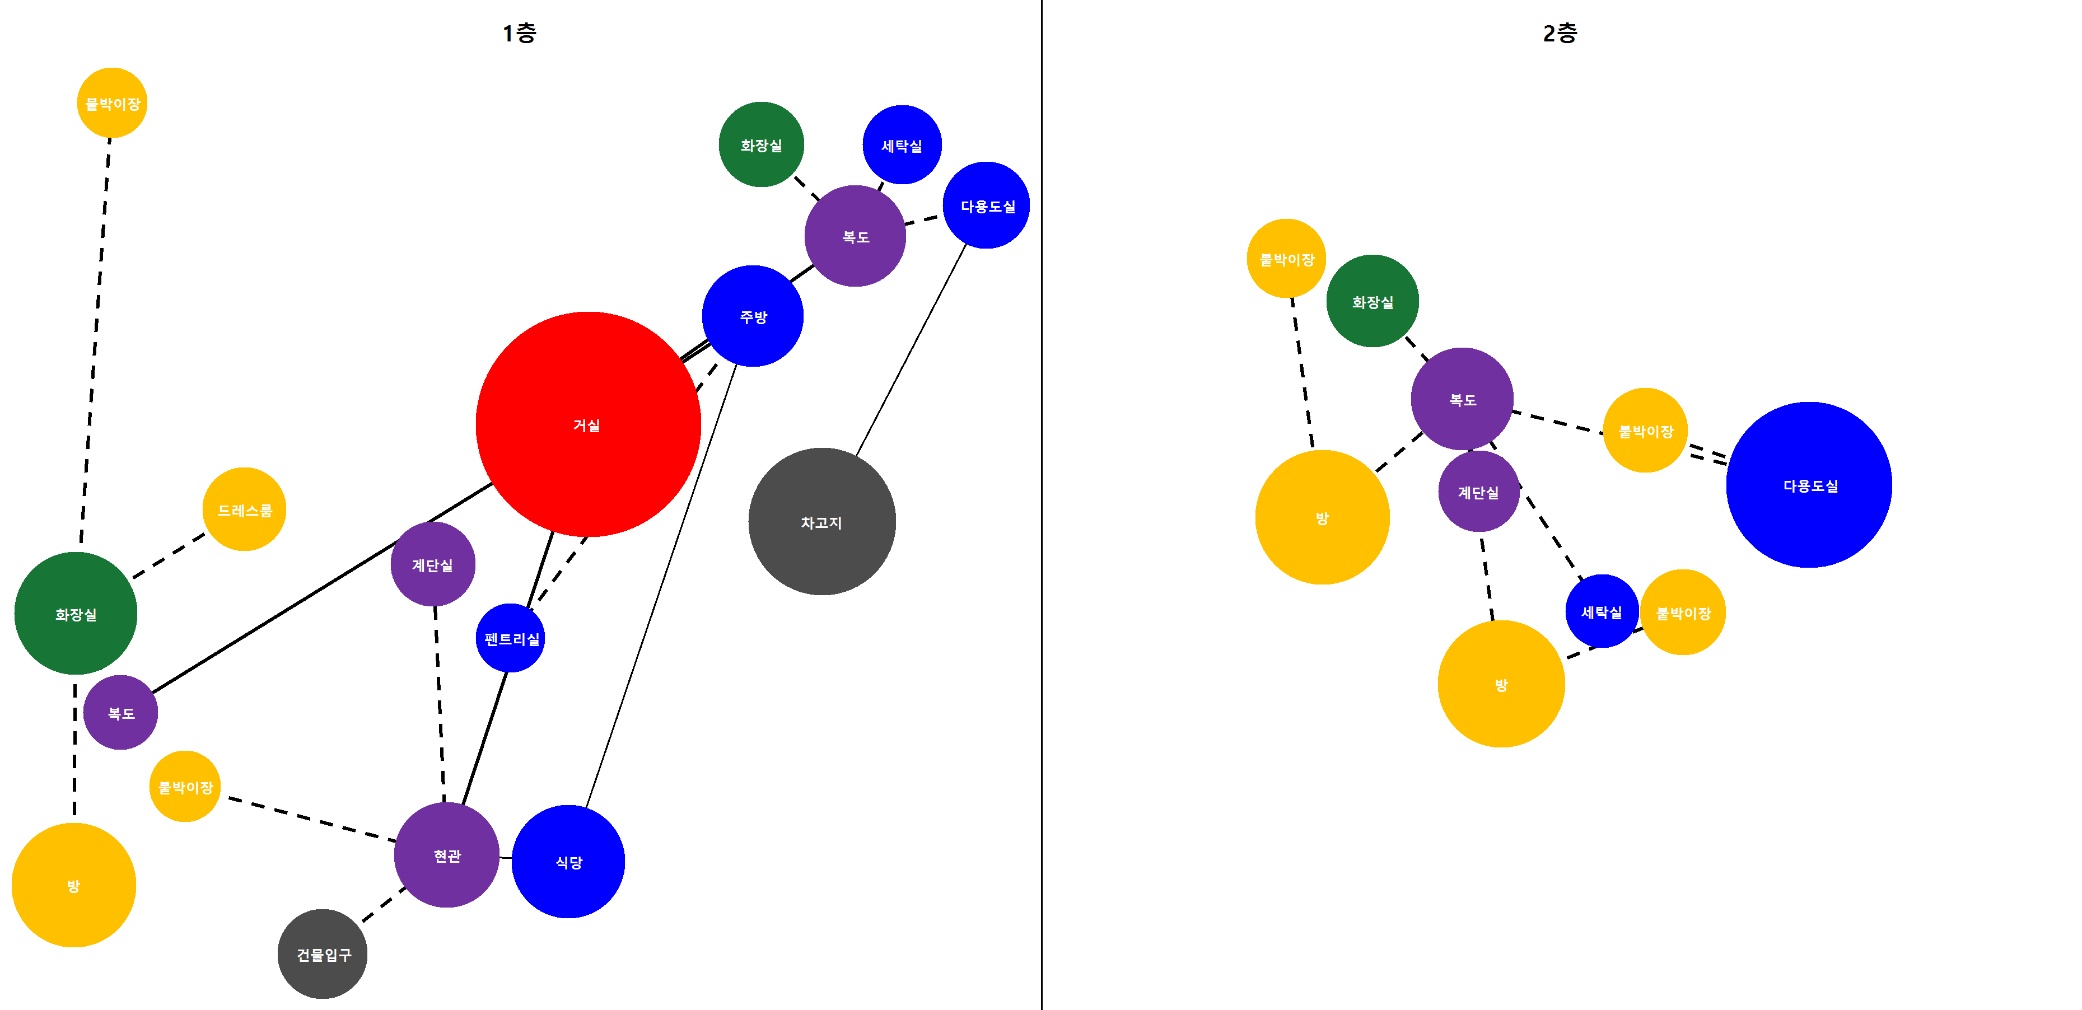 1층
2층
붙박이장
화장실
세탁실
다용도실
복도
주방
거실
드레스룸
차고지
계단실
화장실
펜트리실
복도
붙박이장
현관
식당
방
건물입구
붙박이장
화장실
복도
붙박이장
다용도실
계단실
방
세탁실
붙박이장
방